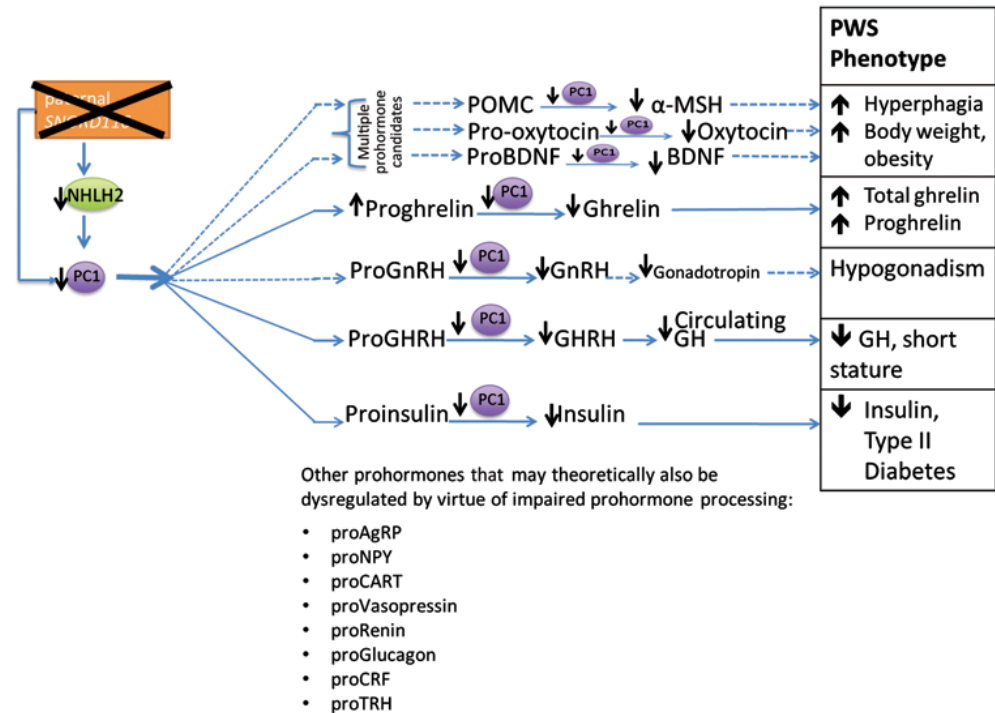 PWS
Phenotype
paternal
SNORD116
NHLH2
PC1
Multiple
prohormone
candidates
POMC PC1 α-MSH
Pro-oxytocin PC1 Oxytocin
ProBDNF PC1 BDNF
Hyperphagia
Body weight,
obesity
Proghrelin PC1 Ghrelin
Total ghrelin
Proghrelin
ProGnRH PC1 GnRH Gonadotropin
Hypogonadism
ProGHRH PC1 GHRH Circulating
GH
GH, short
stature
Proinsulin PC1 Insulin
Insulin,
Type II
Diabetes
Other prohormones that may theoretically also be
dysregulated by virtue of impaired prohormone processing:
• proAgRP
• proNPY
• proCART
• proVasopressin
• proRenin
• proGlucagon
• proCRF
• proTRH